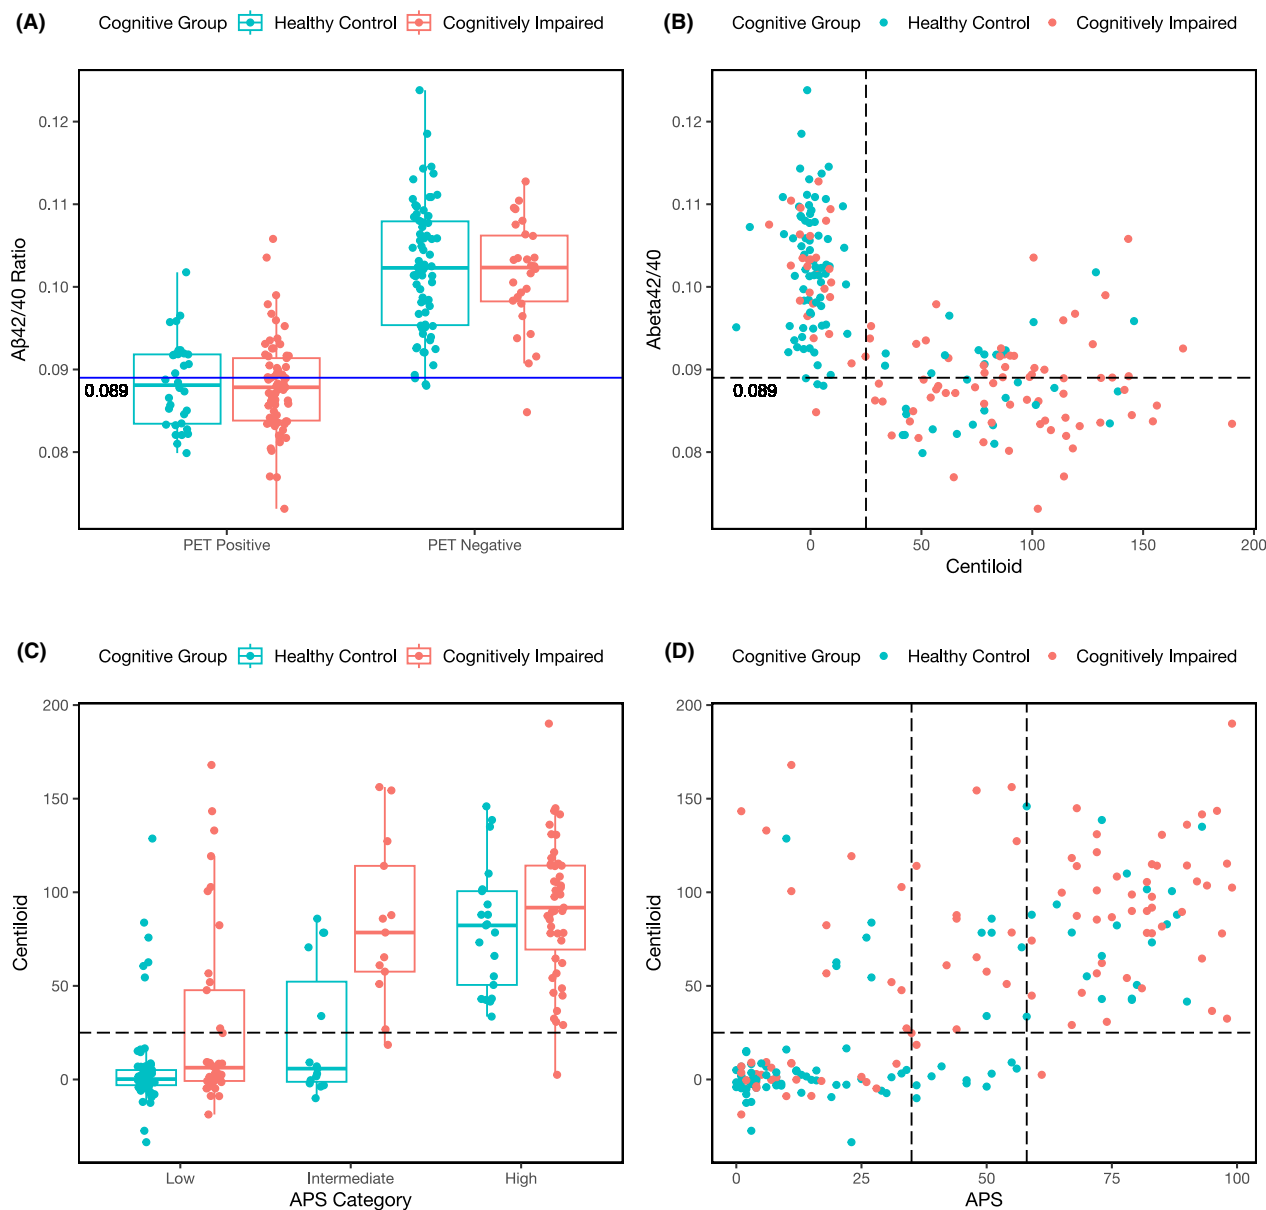 (A) Cognitive Group Healthy Control Cognitively Impaired
Aβ42/40 Ratio
0.12
0.11
0.10
0.09
0.08
0.089
PET Positive PET Negative
(B) Cognitive Group Healthy Control Cognitively Impaired
Abeta42/40
0.12
0.11
0.10
0.09
0.08
0.089
0 50 100 150 200
Centiloid
(C) Cognitive Group Healthy Control Cognitively Impaired
Centiloid
200
150
100
50
0
Low Intermediate High
APS Category
(D) Cognitive Group Healthy Control Cognitively Impaired
Centiloid
200
150
100
50
0
0 25 50 75 100
APS